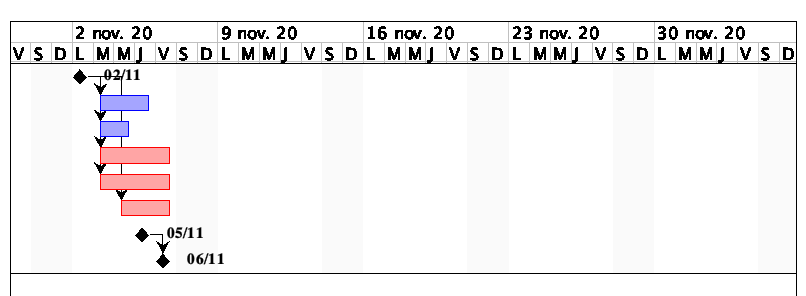 2 nov. 20 9 nov. 20 16 nov. 20 23 nov. 20 30 nov. 20
V S D L M M J V S D L M M J V S D L M M J V S D L M M J V S D L M M J V S D
02/11
05/11
06/11